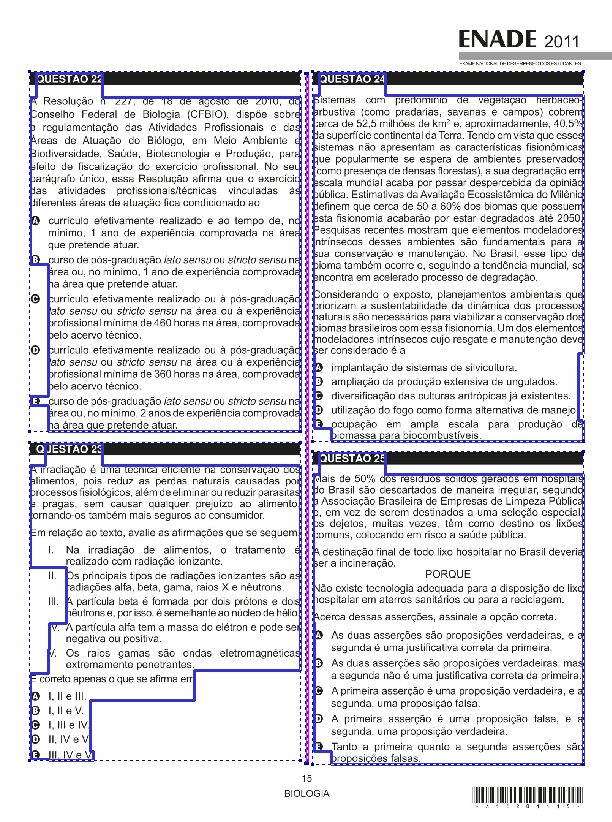 ENADE 2011
EXAME NACIONAL DE DESEMPENHO DOS ESTUDANTES
QUESTÃO 22
A Resolução n° 227, de 18 de agosto de 2010, do
Conselho Federal de Biologia (CFBIO), dispõe sobre
a regulamentação das Atividades Profissionais e das
Áreas de Atuação do Biólogo, em Meio Ambiente e
Biodiversidade, Saúde, Biotecnologia e Produção, para
efeito de fiscalização do exercício profissional. No seu
parágrafo único, essa Resolução afirma que o exercício
das atividades profissionais/técnicas vinculadas às
diferentes áreas de atuação fica condicionado ao
A currículo efetivamente realizado e ao tempo de, no
mínimo, 1 ano de experiência comprovada na área
que pretende atuar.
B curso de pós-graduação lato sensu ou stricto sensu na
área ou, no mínimo, 1 ano de experiência comprovada
na área que pretende atuar.
C currículo efetivamente realizado ou à pós-graduação
lato sensu ou stricto sensu na área ou à experiência
profissional mínima de 460 horas na área, comprovada
pelo acervo técnico.
D currículo efetivamente realizado ou à pós-graduação
lato sensu ou stricto sensu na área ou à experiência
profissional mínima de 360 horas na área, comprovada
pelo acervo técnico.
E curso de pós-graduação lato sensu ou stricto sensu na
área ou, no mínimo, 2 anos de experiência comprovada
na área que pretende atuar.
QUESTÃO 23
A irradiação é uma técnica eficiente na conservação dos
alimentos, pois reduz as perdas naturais causadas por
processos fisiológicos, além de eliminar ou reduzir parasitas
e pragas, sem causar qualquer prejuízo ao alimento,
tornando-os também mais seguros ao consumidor.
Em relação ao texto, avalie as afirmações que se seguem.
I. Na irradiação de alimentos, o tratamento é
realizado com radiação ionizante.
II. Os principais tipos de radiações ionizantes são as
radiações alfa, beta, gama, raios X e nêutrons.
III. A partícula beta é formada por dois prótons e dois
nêutrons e, por isso, é semelhante ao núcleo de hélio.
IV. A partícula alfa tem a massa do elétron e pode ser
negativa ou positiva.
V. Os raios gamas são ondas eletromagnéticas
extremamente penetrantes.
É correto apenas o que se afirma em
A I, II e III.
B I, II e V.
C I, III e IV.
D II, IV e V.
E III, IV e V.
QUESTÃO 24
Sistemas com predomínio de vegetação herbáceo-
arbustiva (como pradarias, savanas e campos) cobrem
cerca de 52,5 milhões de km² e, aproximadamente, 40,5%
da superfície continental da Terra. Tendo em vista que esses
sistemas não apresentam as características fisionômicas
que popularmente se espera de ambientes preservados
(como presença de densas florestas), a sua degradação em
escala mundial acaba por passar despercebida da opinião
pública. Estimativas da Avaliação Ecossistêmica do Milênio
definem que cerca de 50 a 60% dos biomas que possuem
esta fisionomia acabarão por estar degradados até 2050.
Pesquisas recentes mostram que elementos modeladores
intrínsecos desses ambientes são fundamentais para a
sua conservação e manutenção. No Brasil, esse tipo de
bioma também ocorre e, seguindo a tendência mundial, se
encontra em acelerado processo de degradação.
Considerando o exposto, planejamentos ambientais que
priorizam a sustentabilidade da dinâmica dos processos
naturais são necessários para viabilizar a conservação dos
biomas brasileiros com essa fisionomia. Um dos elementos
modeladores intrínsecos cujo resgate e manutenção deve
ser considerado é a
A implantação de sistemas de silvicultura.
B ampliação da produção extensiva de ungulados.
C diversificação das culturas antrópicas já existentes.
D utilização do fogo como forma alternativa de manejo.
E ocupação em ampla escala para produção de
biomassa para biocombustíveis.
QUESTÃO 25
Mais de 50% dos resíduos sólidos gerados em hospitais
do Brasil são descartados de maneira irregular, segundo
a Associação Brasileira de Empresas de Limpeza Pública
e, em vez de serem destinados a uma seleção especial,
os dejetos, muitas vezes, têm como destino os lixões
comuns, colocando em risco a saúde pública.
A destinação final de todo lixo hospitalar no Brasil deveria
ser a incineração.
PORQUE
Não existe tecnologia adequada para a disposição de lixo
hospitalar em aterros sanitários ou para a reciclagem.
Acerca dessas asserções, assinale a opção correta.
A As duas asserções são proposições verdadeiras, e a
segunda é uma justificativa correta da primeira.
B As duas asserções são proposições verdadeiras, mas
a segunda não é uma justificativa correta da primeira.
C A primeira asserção é uma proposição verdadeira, e a
segunda, uma proposição falsa.
D A primeira asserção é uma proposição falsa, e a
segunda, uma proposição verdadeira.
E Tanto a primeira quanto a segunda asserções são
proposições falsas.
15
BIOLOGIA